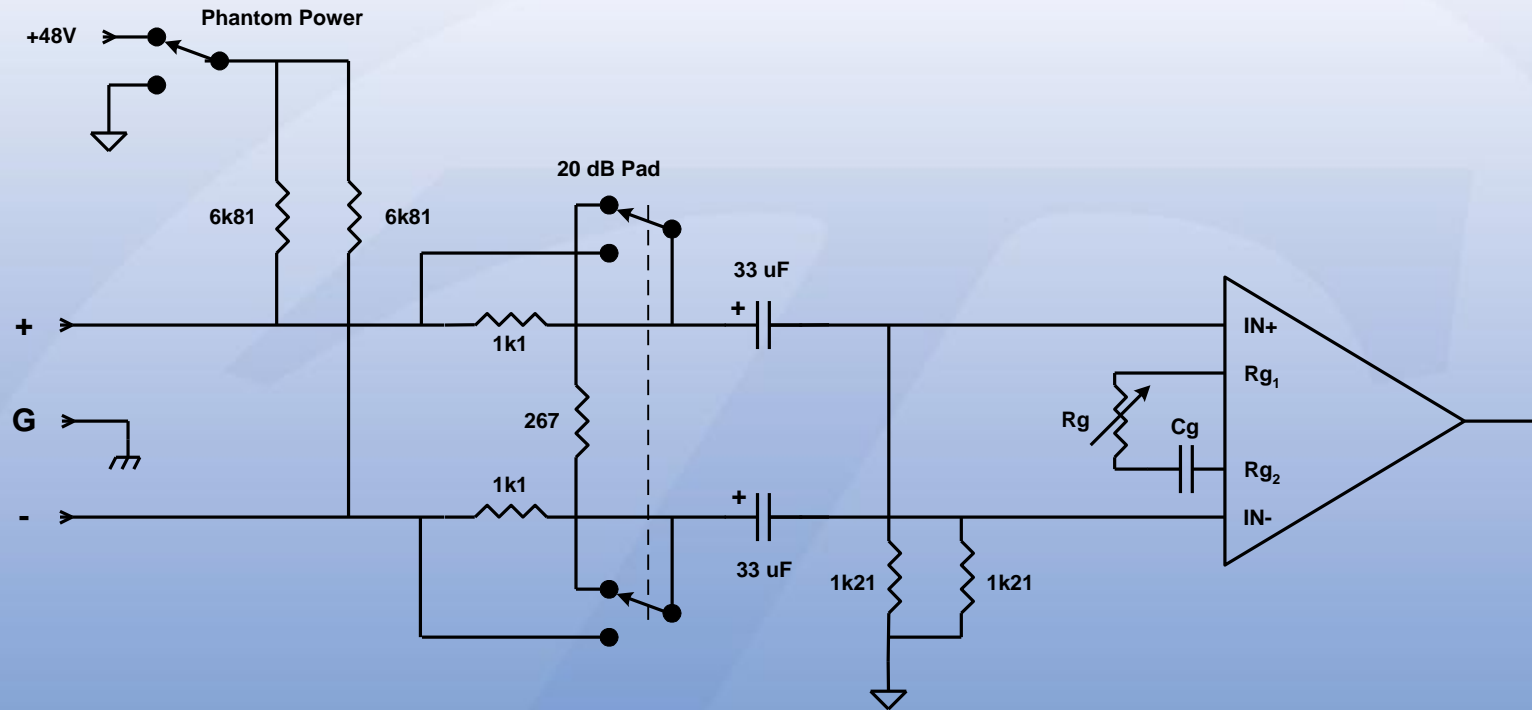 Phantom Power
+48V
20 dB Pad
6k81
6k81
33 uF
+
+
1k1
IN+
Rg1
G
267
Rg
Cg
1k1
Rg2
+
-
IN-
33 uF
1k21
1k21